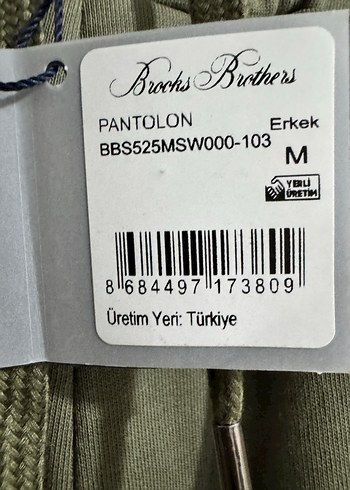 Brooks Brothers
PANTOLON Erkek
BBS525MSW000-103
M
YERLİ
ÜRETİM
8 684497 173809
Üretim Yeri: Türkiye